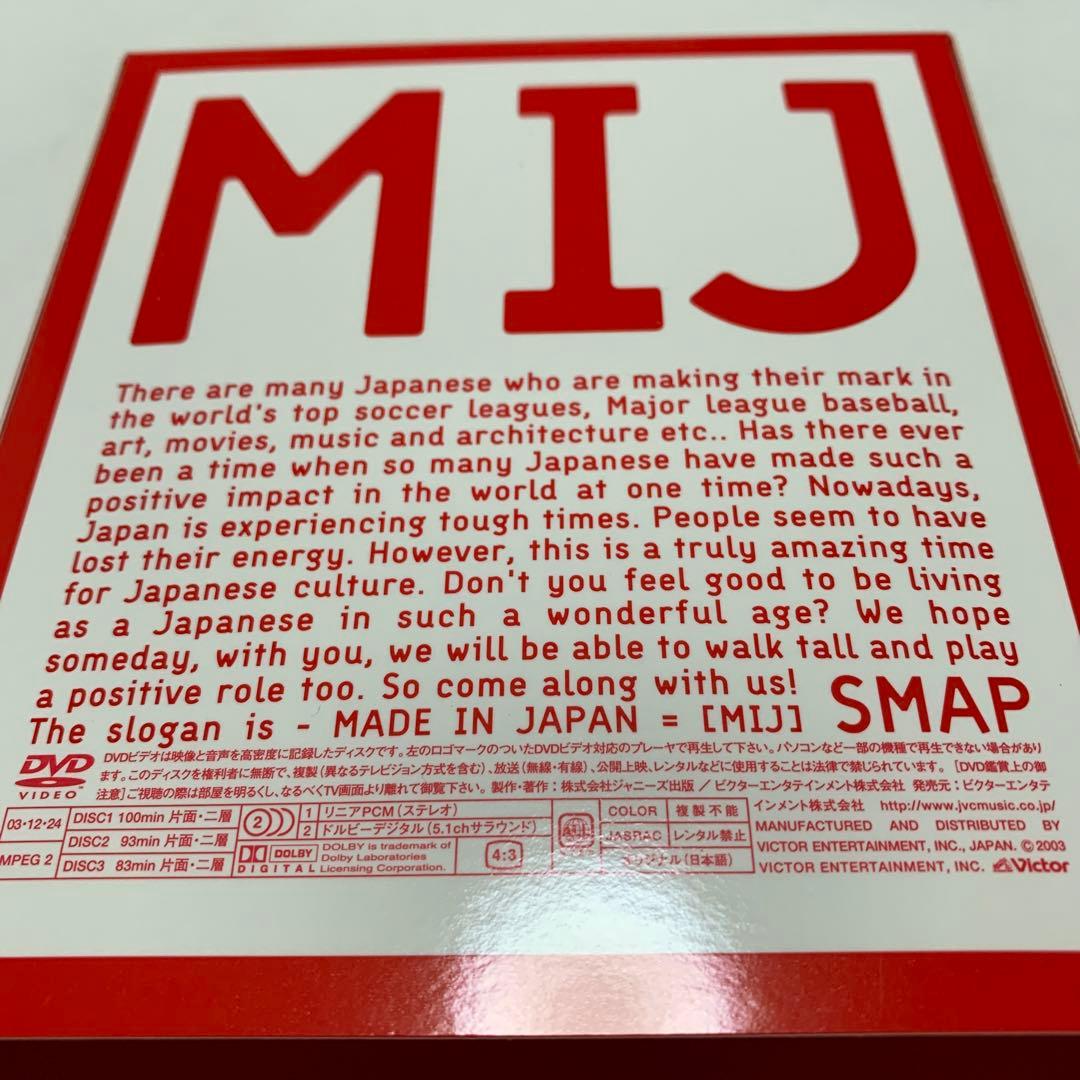 MIJ
There are many Japanese who are making their mark in
the world's top soccer leagues, Major league baseball,
art, movies, music and architecture etc.. Has there ever
been a time when so many Japanese have made such a
positive impact in the world at one time? Nowadays,
Japan is experiencing tough times. People seem to have
lost their energy. However, this is a truly amazing time
for Japanese culture. Don't you feel good to be living
as a Japanese in such a wonderful age? We hope
someday, with you, we will be able to walk tall and play
a positive role too. So come along with us!
The slogan is - MADE IN JAPAN = [MIJ]
SMAP
DVD
VIDEO
DVDビデオは映像と音声を高密度に記録したディスクです。左のロゴマークのついたDVDビデオ対応のプレーヤで再生して下さい。パソコンなど一部の機種で再生できない場合があり
ます。このディスクを権利者に無断で、複製(異なるテレビジョン方式を含む)、放送(無線・有線)、公開上映、レンタルなどに使用することは法律で禁じられています。[DVD鑑賞上の御
注意]ご視聴の際は部屋を明るくし、なるべくTV画面より離れて御覧下さい。製作・著作:株式会社ジャニーズ出版/ビクターエンタテインメント株式会社 発売元:ビクターエンタテ
インメント株式会社 http://www.jvcmusic.co.jp/
MANUFACTURED AND DISTRIBUTED BY
VICTOR ENTERTAINMENT, INC., JAPAN. Ⓒ2003
VICTOR ENTERTAINMENT, INC. Victor
03・12・24
MPEG 2
DISC1 100min 片面・二層
DISC2 93min 片面・二層
DISC3 83min 片面・二層
2
1 リニアPCM(ステレオ)
2 ドルビーデジタル(5.1chサラウンド)
DOLBY
DIGITAL
DOLBY is trademark of
Dolby Laboratories
Licensing Corporation.
4:3
ALL
COLOR
複製不能
JASRAC
レンタル禁止
オリジナル(日本語)